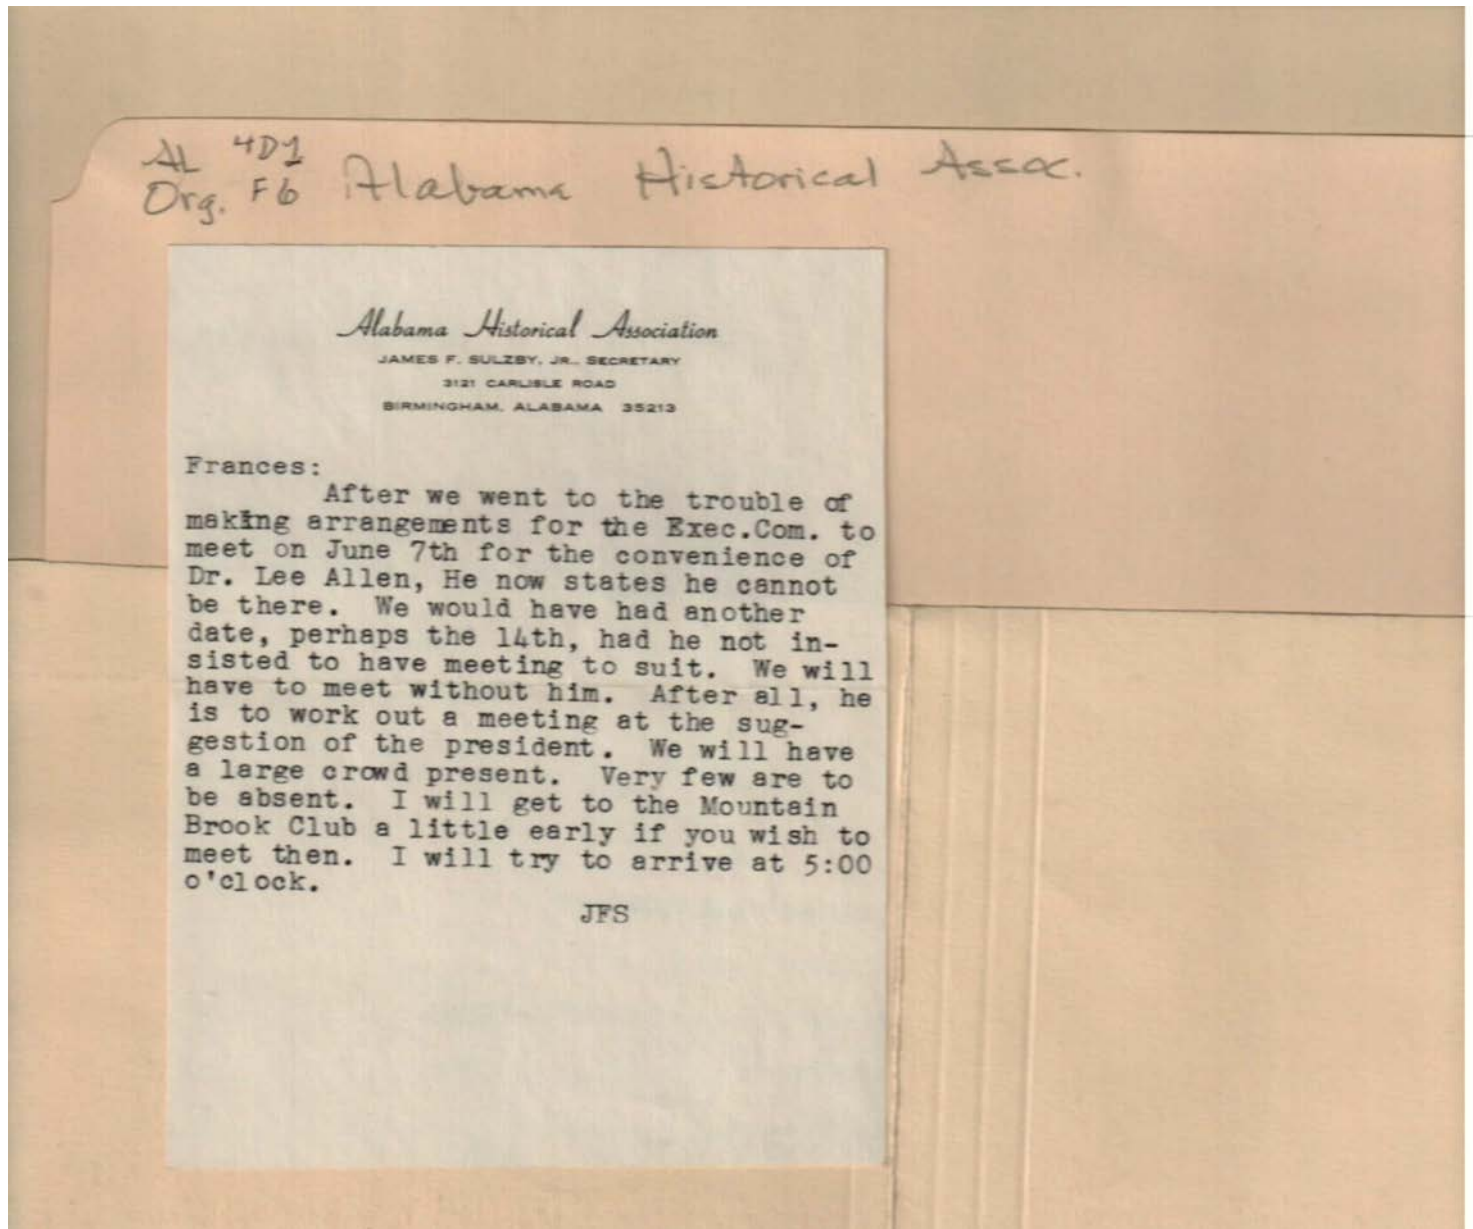 AL 4D1
Org. F6 Alabama Historical Assoc.
Alabama Historical Association
JAMES F. SULZBY, JR., SECRETARY
3121 CARLISLE ROAD
BIRMINGHAM, ALABAMA 35213
Frances:
After we went to the trouble of
making arrangements for the Exec.Com. to
meet on June 7th for the convenience of
Dr. Lee Allen, He now states he cannot
be there. We would have had another
date, perhaps the 14th, had he not in-
sisted to have meeting to suit. We will
have to meet without him. After all, he
is to work out a meeting at the sug-
gestion of the president. We will have
a large crowd present. Very few are to
be absent. I will get to the Mountain
Brook Club a little early if you wish to
meet then. I will try to arrive at 5:00
o'clock.
JFS